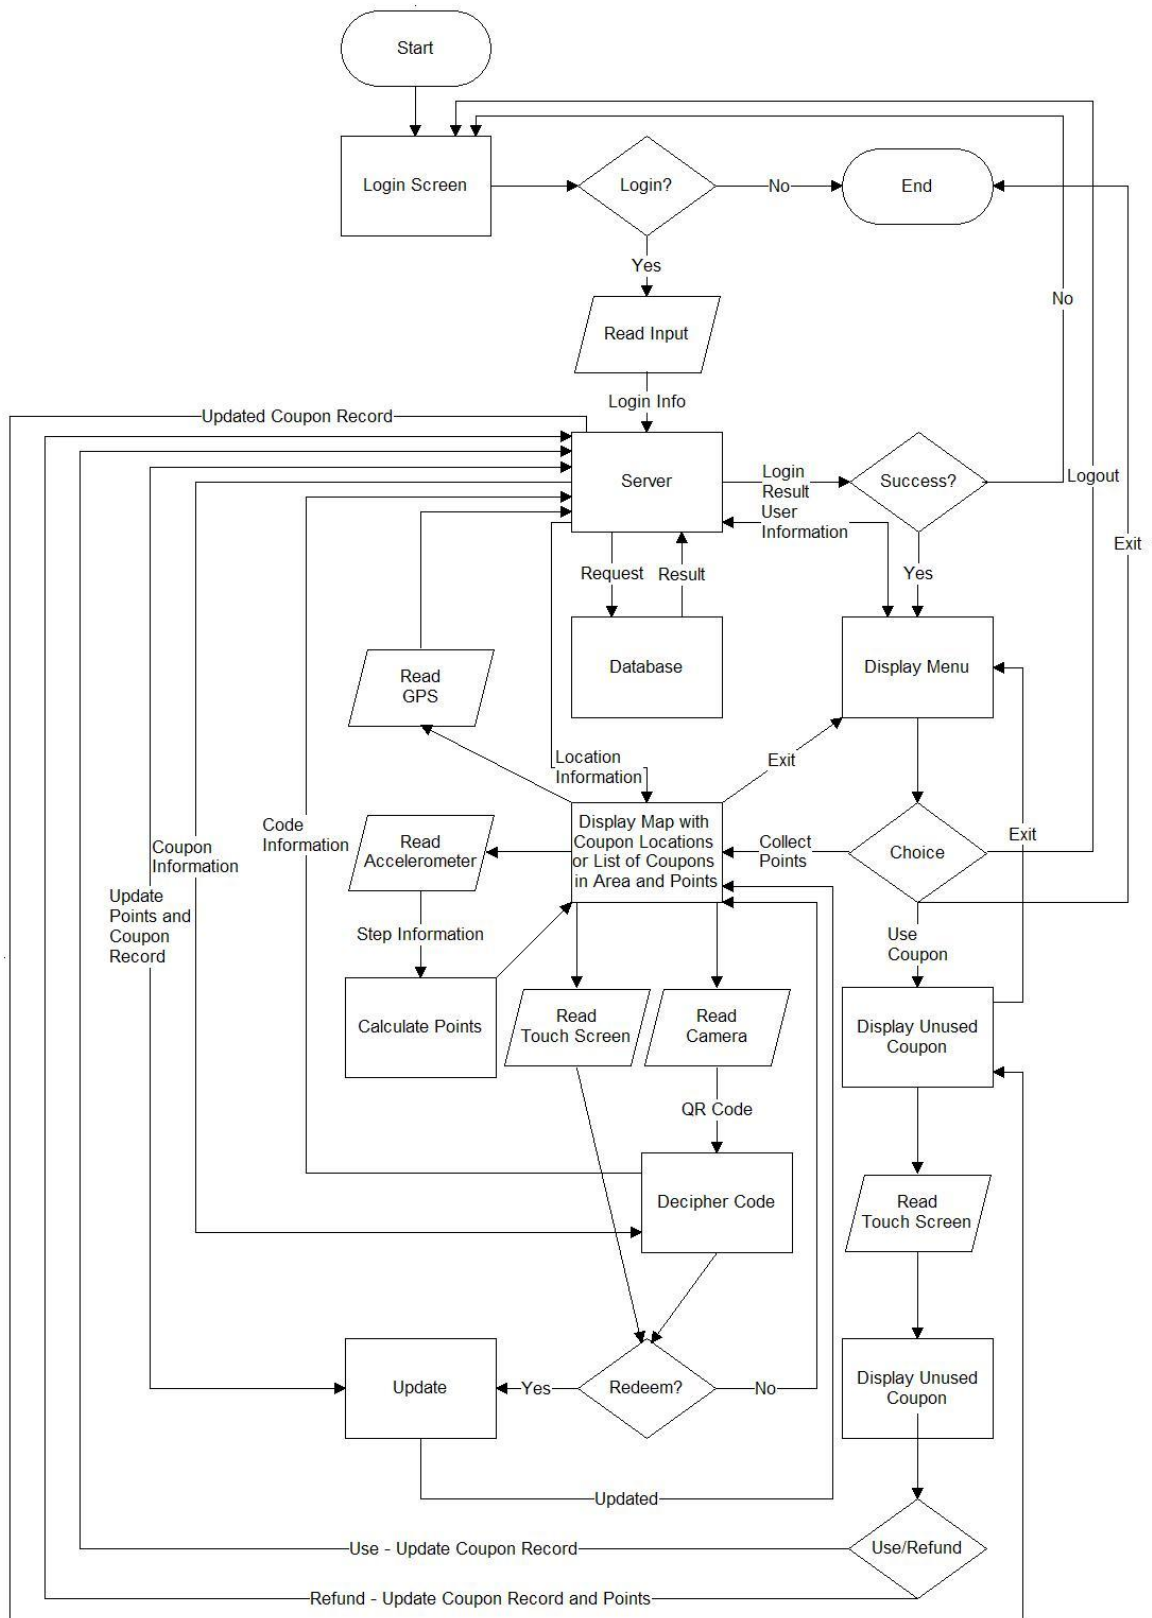 Start
Login Screen
Login?
No
End
Yes
No
Read Input
Login Info
Updated Coupon Record
Server
Login
Result
User
Information
Success?
Logout
Exit
Request
Result
Yes
Read
GPS
Database
Display Menu
Location
Information
Exit
Code
Information
Coupon
Information
Update
Points and
Coupon
Record
Read
Accelerometer
Display Map with
Coupon Locations
or List of Coupons
in Area and Points
Collect
Points
Choice
Exit
Step Information
Use
Coupon
Calculate Points
Read
Touch Screen
Read
Camera
Display Unused
Coupon
QR Code
Decipher Code
Read
Touch Screen
Update
Yes
Redeem?
No
Display Unused
Coupon
Updated
Use - Update Coupon Record
Use/Refund
Refund - Update Coupon Record and Points